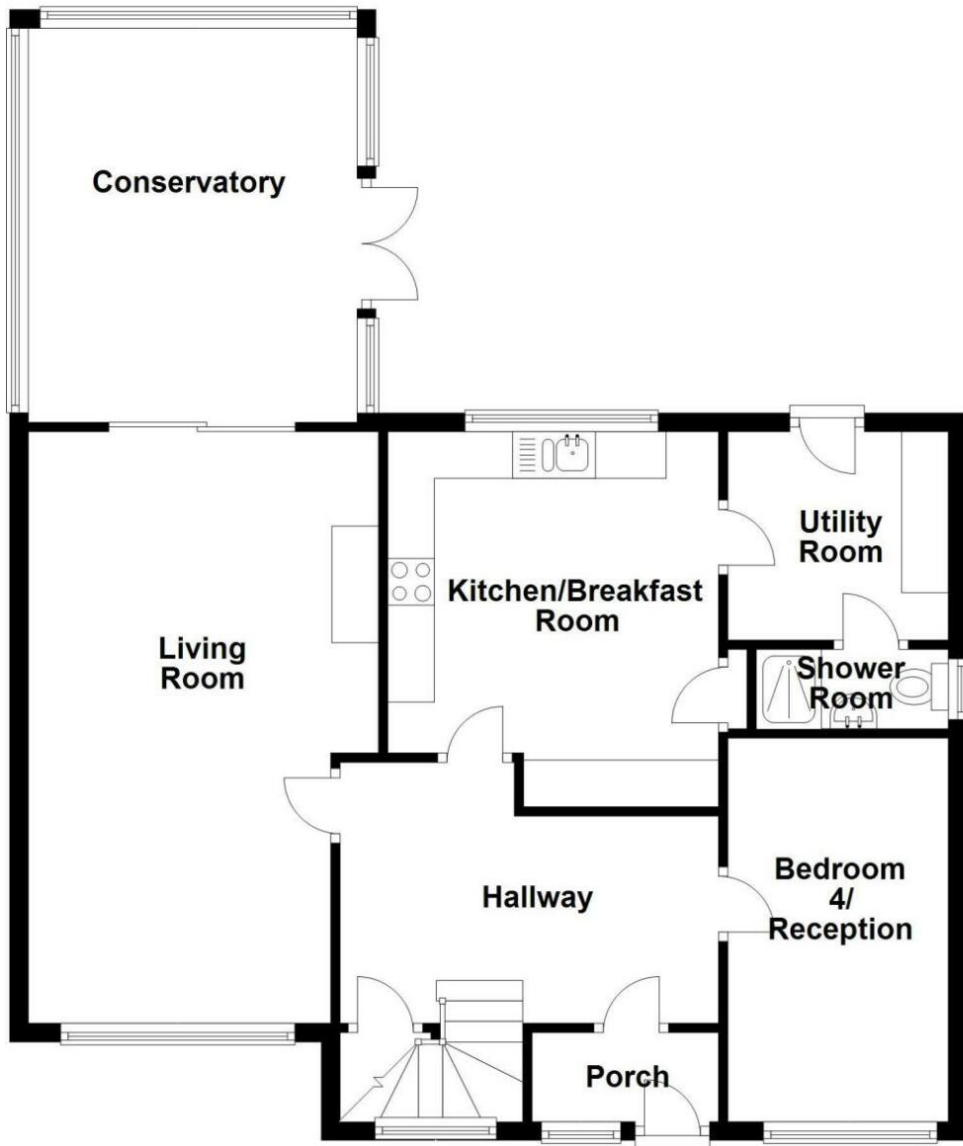 Conservatory
Utility
Room
Kitchen/Breakfast
Room
Living
Room
Shower
Room
Bedroom
4/
Reception
Hallway
Porch